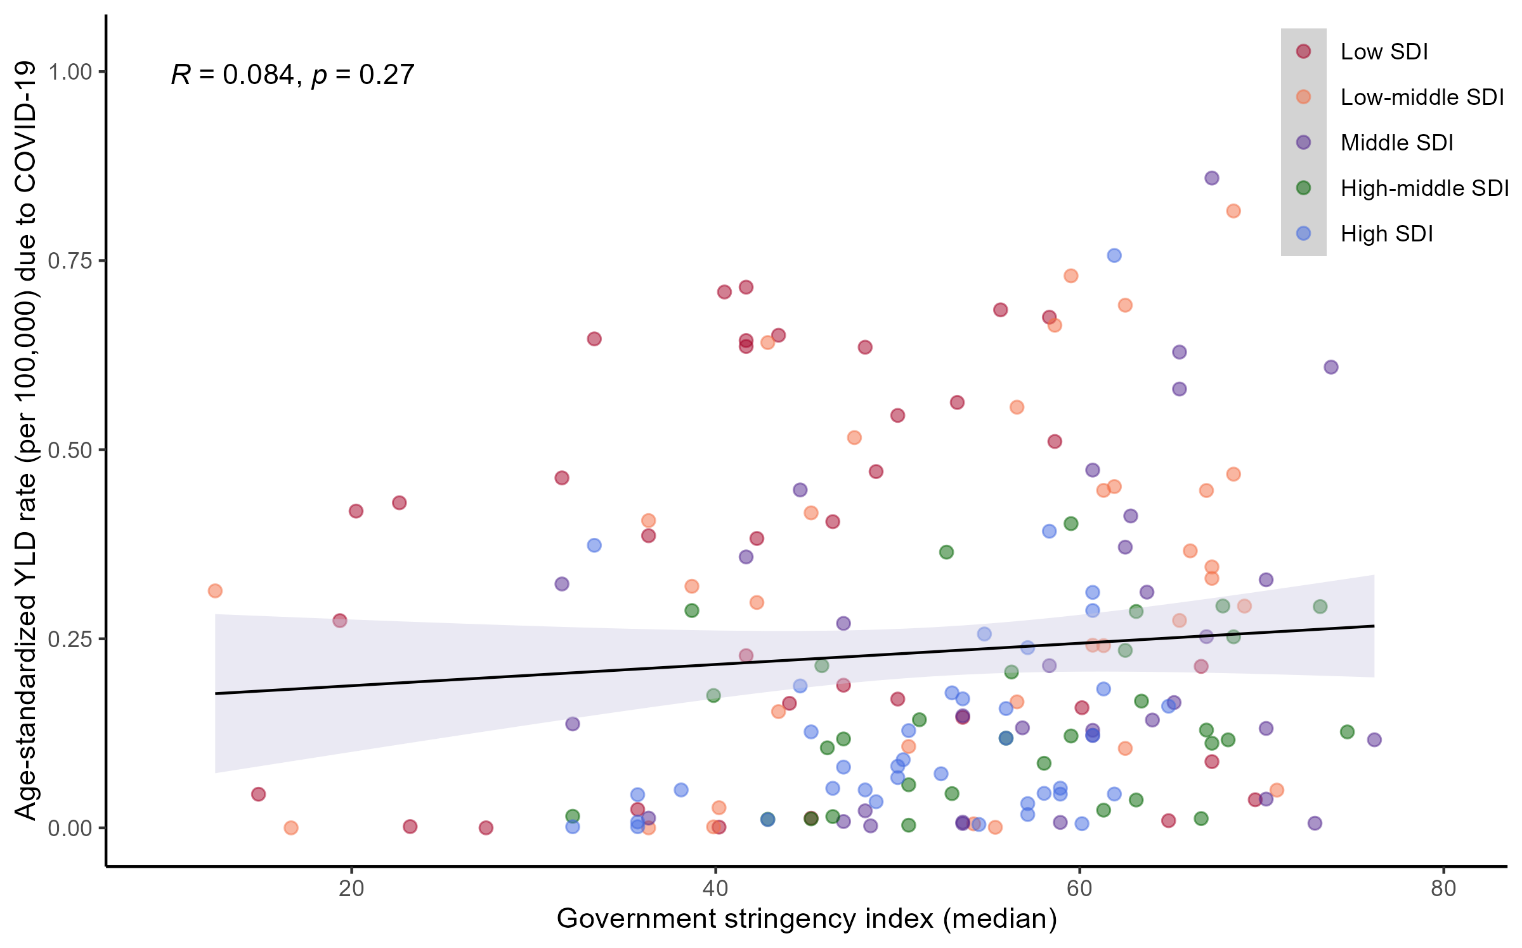 R = 0.084, p = 0.27
Low SDI
Low-middle SDI
Middle SDI
High-middle SDI
High SDI
Age-standardized YLD rate (per 100,000) due to COVID-19
1.00
0.75
0.50
0.25
0.00
20
40
60
80
Government stringency index (median)